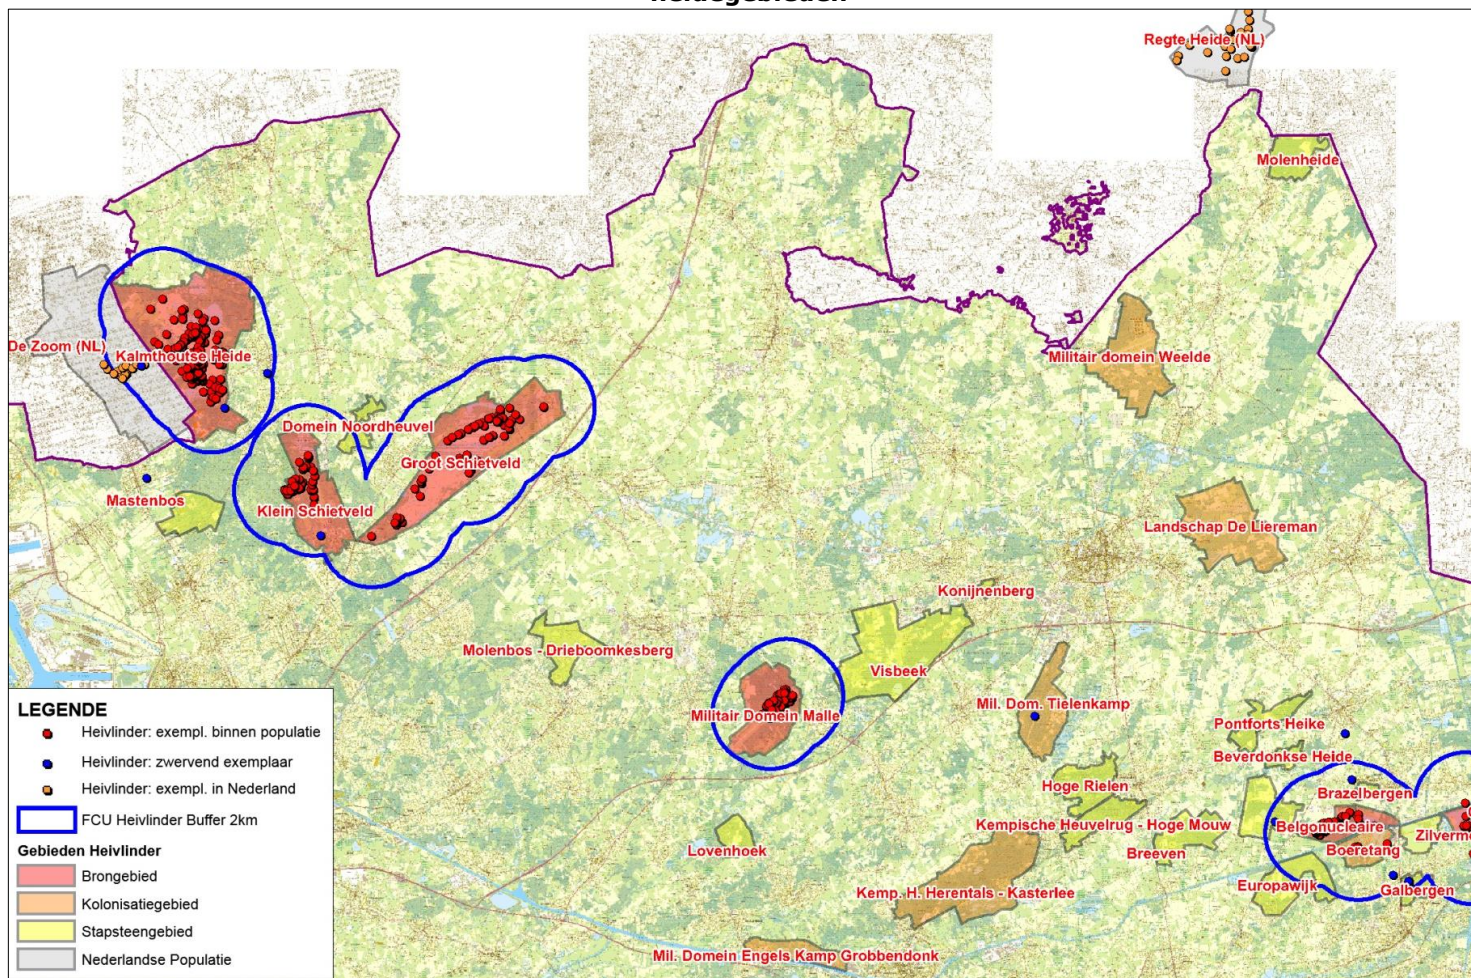 heidegebieden
Regte Heide (NL)
Molenheide
De Zoom (NL)
Kalmthoutse Heide
Militair domein Weelde
Domein Noordheuvel
Groot Schietveld
Mastenbos
Klein Schietveld
Landschap De Liereman
Konijnenberg
Molenbos - Drieboomkesberg
Visbeek
Militair Domein Malle
Mil. Dom. Tielenkamp
Pontforts Heike
Beverdonkse Heide
Hoge Rielen
Brazelbergen
Kempische Heuvelrug - Hoge Mouw
Belgonucleaire
Zilverme
Lovenhoek
Breeven
Boeretang
Kemp. H. Herentals - Kasterlee
Europawijk
Galbergen
Mil. Domein Engels Kamp Grobbendonk
LEGENDE
Heivlinder: exempl. binnen populatie
Heivlinder: zwervend exemplaar
Heivlinder: exempl. in Nederland
FCU Heivlinder Buffer 2km
Gebieden Heivlinder
Brongebied
Kolonisatiegebied
Stapsteengebied
Nederlandse Populatie